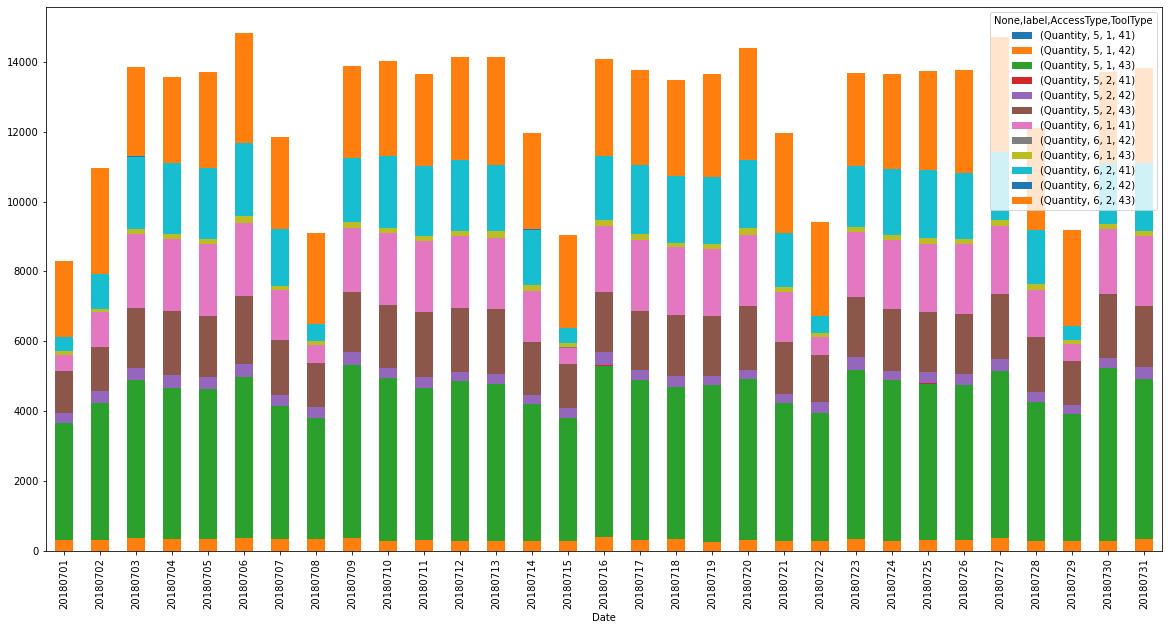 None,label,AccessType,ToolType
(Quantity, 5, 1, 41)
(Quantity, 5, 1, 42)
(Quantity, 5, 1, 43)
(Quantity, 5, 2, 41)
(Quantity, 5, 2, 42)
(Quantity, 5, 2, 43)
(Quantity, 6, 1, 41)
(Quantity, 6, 1, 42)
(Quantity, 6, 1, 43)
(Quantity, 6, 2, 41)
(Quantity, 6, 2, 42)
(Quantity, 6, 2, 43)
14000
12000
10000
8000
6000
4000
2000
0
20180701
20180702
20180703
20180704
20180705
20180706
20180707
20180708
20180709
20180710
20180711
20180712
20180713
20180714
20180715
20180716
20180717
20180718
20180719
20180720
20180721
20180722
20180723
20180724
20180725
20180726
20180727
20180728
20180729
20180730
20180731
Date